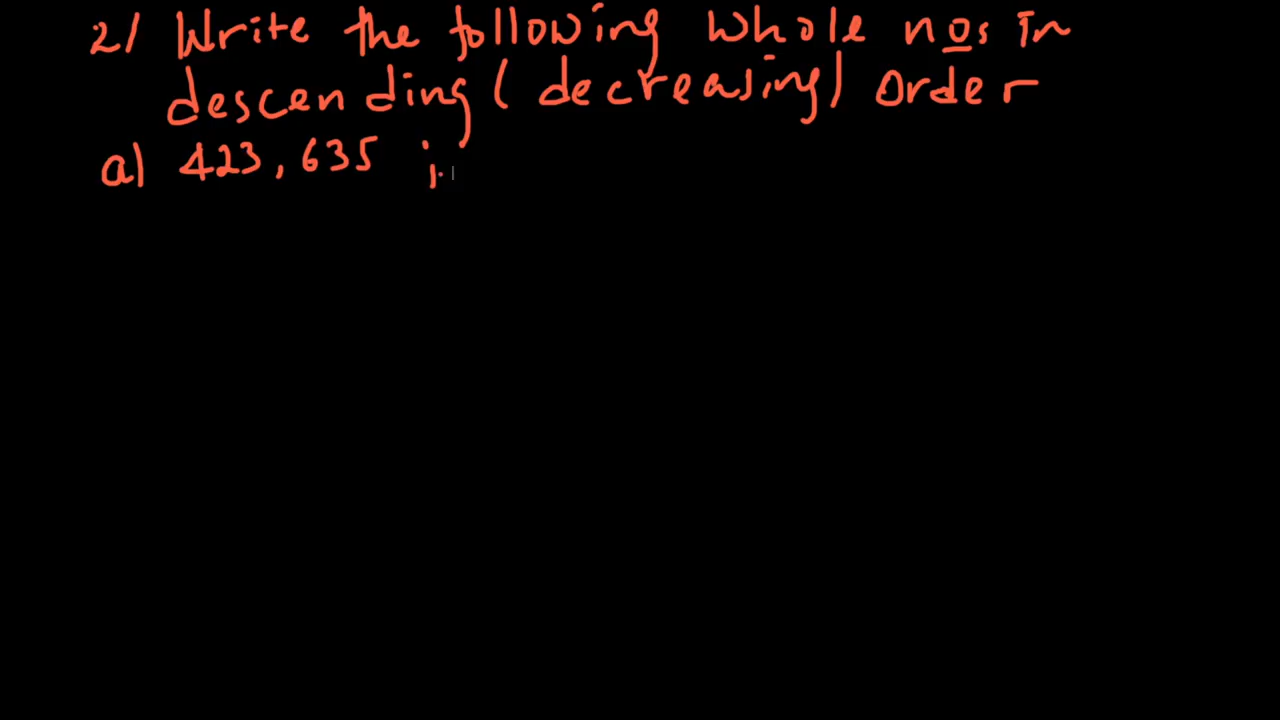 2/ Write the following whole nos in
descending (decreasing) order
a) 423,635 ;